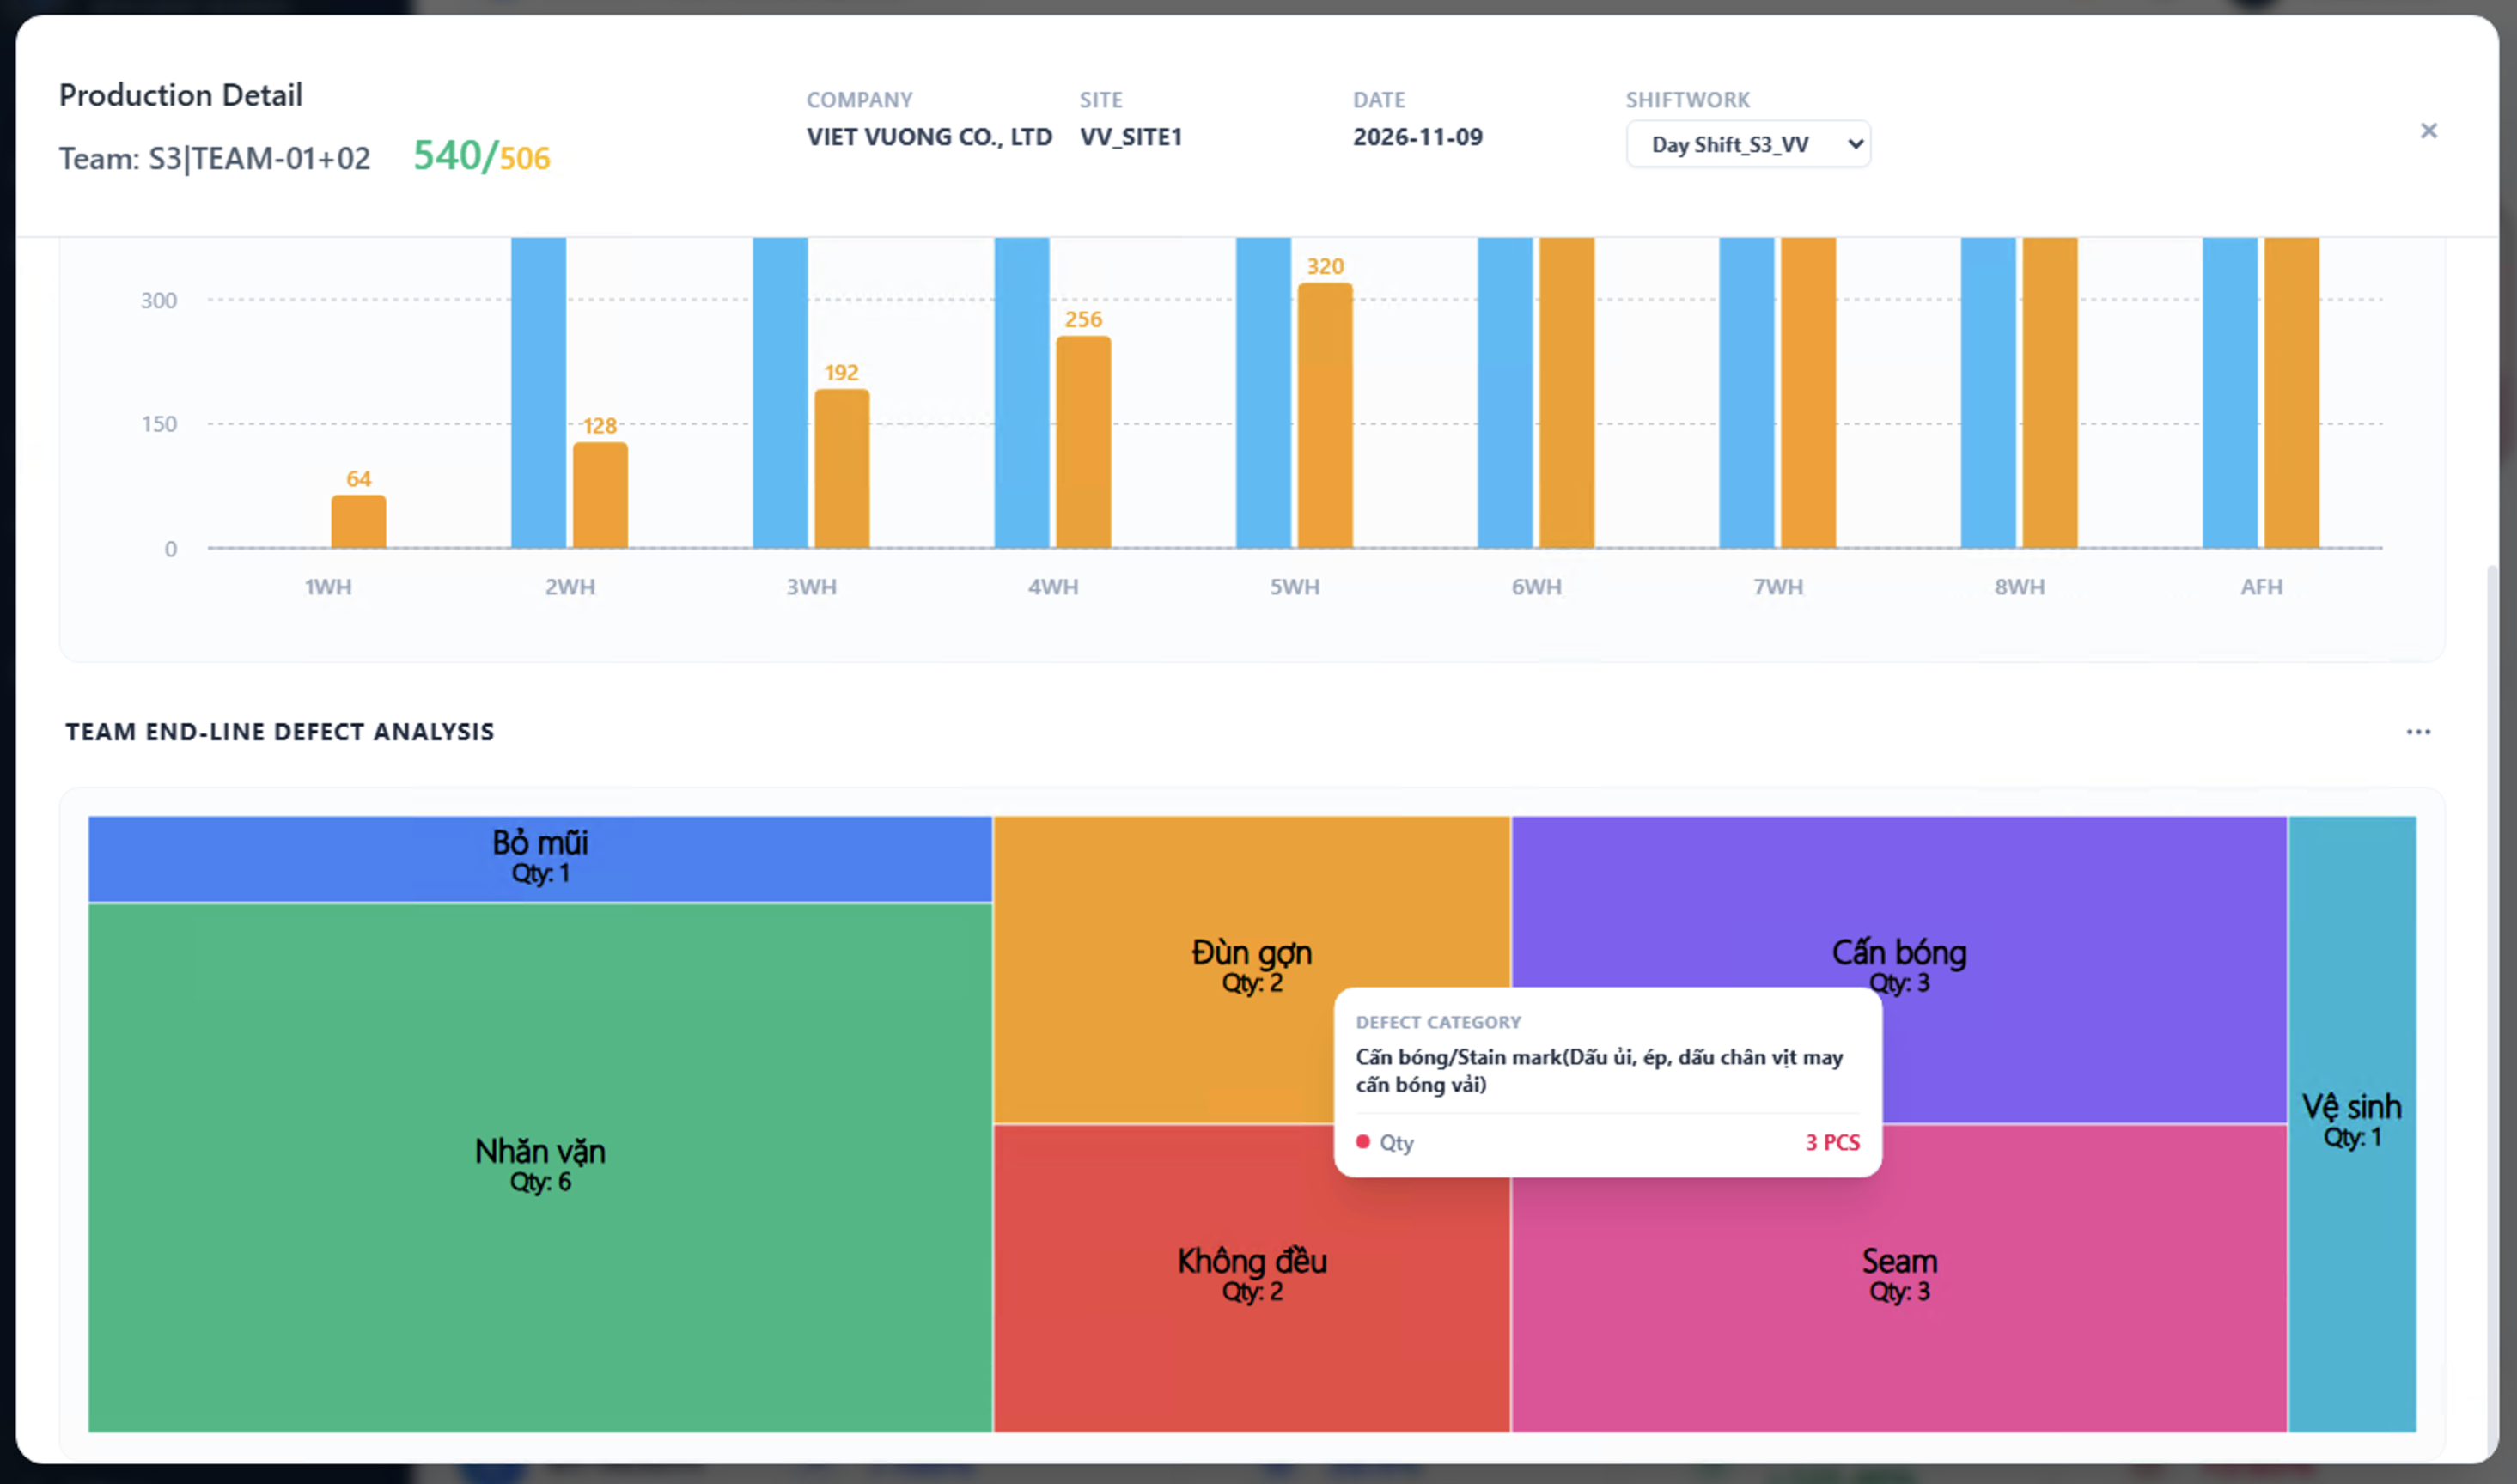 Production Detail
Team: S3|TEAM-01+02 540/506
COMPANY
VIET VUONG CO., LTD
SITE
VV_SITE1
DATE
2026-11-09
SHIFTWORK
Day Shift_S3_VV
×
300
150
0
64
128
192
256
320
1WH 2WH 3WH 4WH 5WH 6WH 7WH 8WH AFH
TEAM END-LINE DEFECT ANALYSIS
...
Bỏ mũi
Qty: 1
Nhăn vặn
Qty: 6
Đùn gợn
Qty: 2
Không đều
Qty: 2
Cấn bóng
Qty: 3
DEFECT CATEGORY
Cấn bóng/Stain mark(Dấu ủi, ép, dấu chân vịt may
cấn bóng vải)
Qty 3 PCS
Seam
Qty: 3
Vệ sinh
Qty: 1